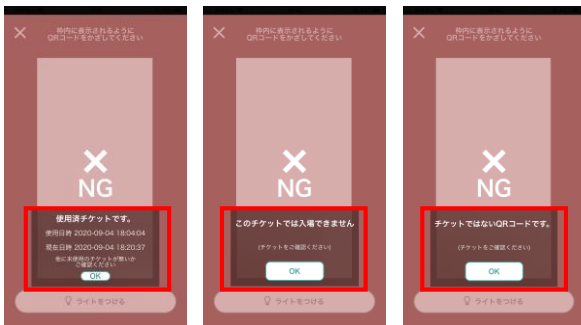 枠内に表示されるように
QRコードをかざしてください
NG
使用済チケットです。
使用日時 2020-09-04 18:04:04
現在日時 2020-09-04 18:20:37
他に未使用のチケットが無いか
ご確認ください
OK
ライトをつける
枠内に表示されるように
QRコードをかざしてください
NG
このチケットでは入場できません
(チケットをご確認ください)
OK
ライトをつける
枠内に表示されるように
QRコードをかざしてください
NG
チケットではないQRコードです。
(チケットをご確認ください)
OK
ライトをつける